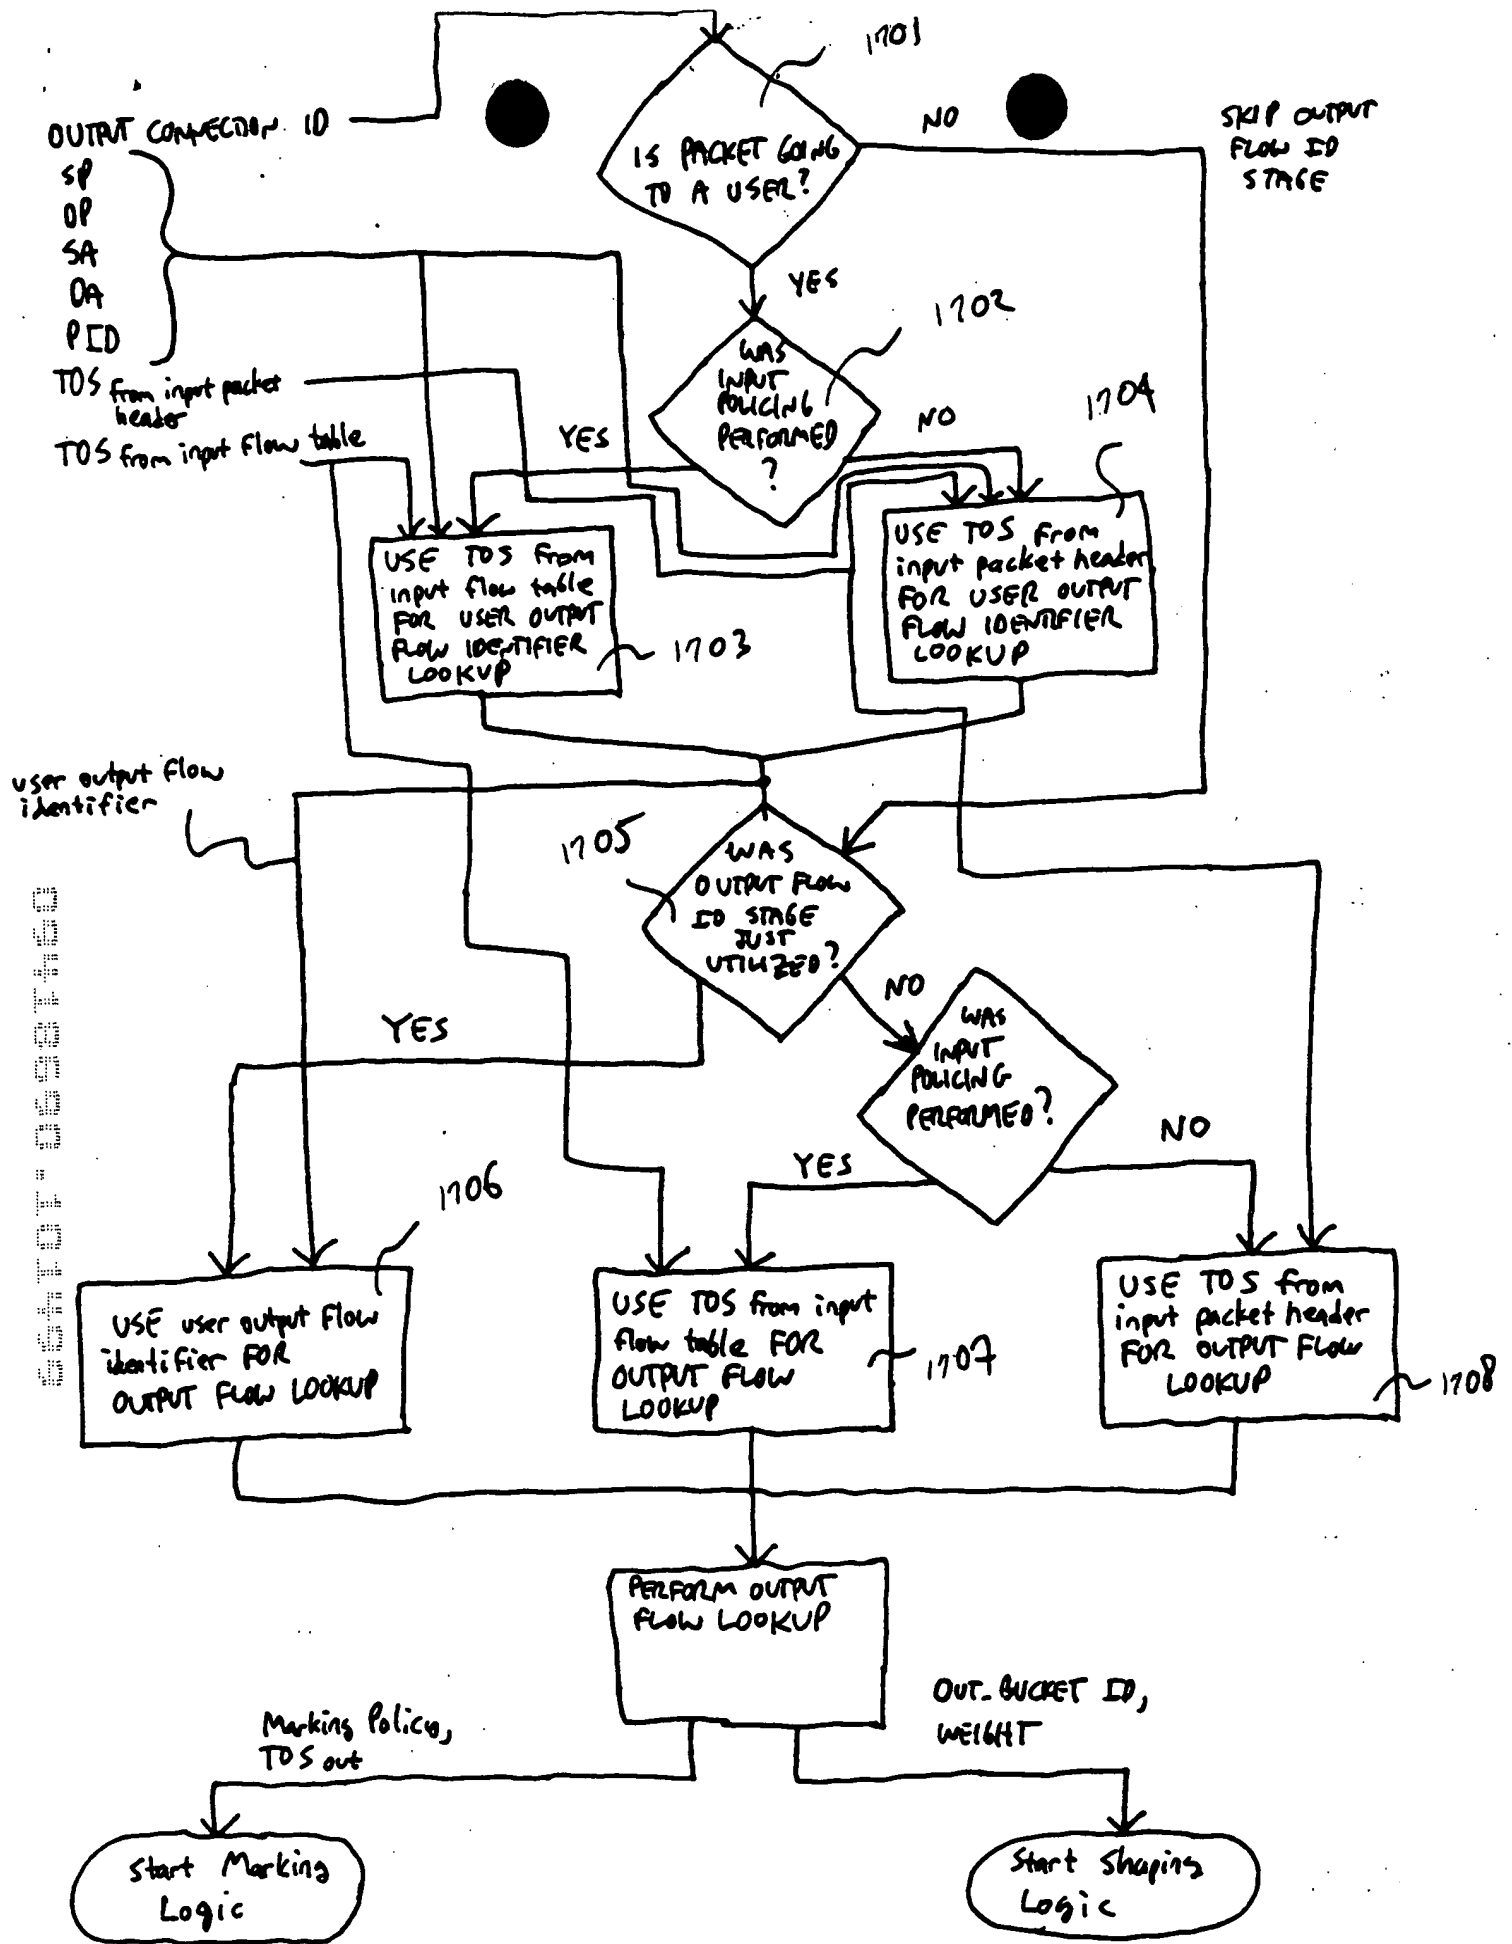 1701
OUTPUT CONNECTION ID
SP
DP
SA
DA
PID
TOS from input packet
header
TOS from input flow table
IS PACKET GOING
TO A USER?
NO
SKIP OUTPUT
FLOW ID
STAGE
YES
1702
WAS
INPUT
POLICING
PERFORMED
?
YES
NO
1704
USE TOS from
input flow table
FOR USER OUTPUT
FLOW IDENTIFIER
LOOKUP
1703
USE TOS from
input packet header
FOR USER OUTPUT
FLOW IDENTIFIER
LOOKUP
user output flow
identifier
1705
WAS
OUTPUT FLOW
ID STAGE
JUST
UTILIZED?
YES
NO
WAS
INPUT
POLICING
PERFORMED?
YES
NO
1706
USE user output flow
identifier FOR
OUTPUT FLOW LOOKUP
USE TOS from input
flow table FOR
OUTPUT FLOW
LOOKUP
1707
USE TOS from
input packet header
FOR OUTPUT FLOW
LOOKUP
1708
PERFORM OUTPUT
FLOW LOOKUP
Marking Policy,
TOS out
OUT_BUCKET ID,
WEIGHT
Start Marking
Logic
Start Shaping
Logic